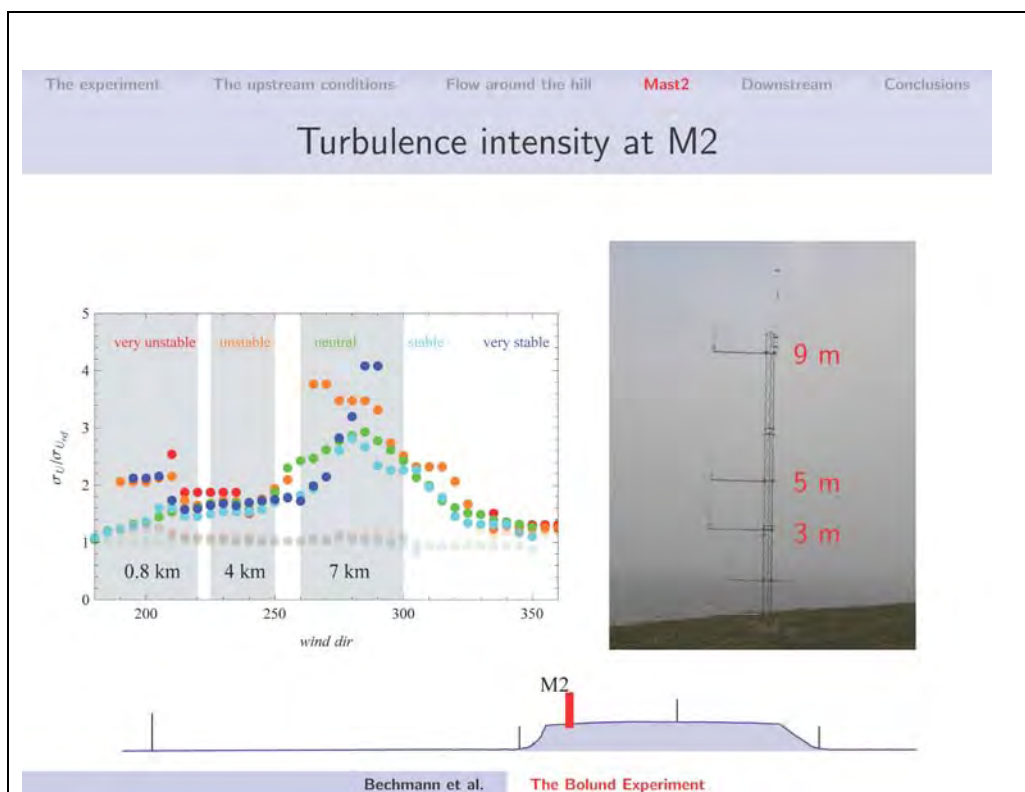 The experiment The upstream conditions Flow around the hill Mast2 Downstream Conclusions
Turbulence intensity at M2
5
very unstable unstable neutral stable very stable
4
3
2
1
0
σU/σUref
0.8 km 4 km 7 km
200 250 300 350
wind dir
9 m
5 m
3 m
M2
Bechmann et al. The Bolund Experiment